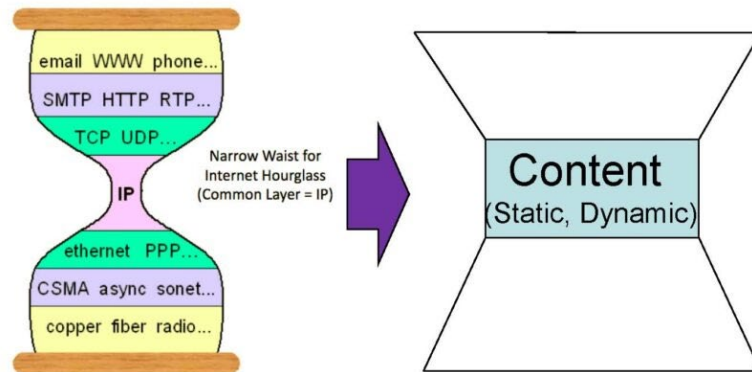 email WWW phone...
SMTP HTTP RTP...
TCP UDP...
IP
ethernet PPP...
CSMA async sonet...
copper fiber radio...
Narrow Waist for
Internet Hourglass
(Common Layer = IP)
Content
(Static, Dynamic)